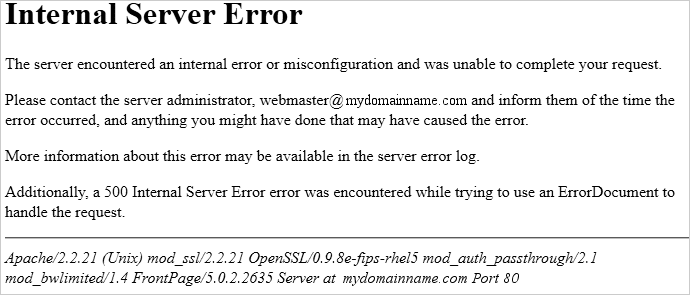 Internal Server Error
The server encountered an internal error or misconfiguration and was unable to complete your request.
Please contact the server administrator, webmaster@mydomainname.com and inform them of the time the
error occurred, and anything you might have done that may have caused the error.
More information about this error may be available in the server error log.
Additionally, a 500 Internal Server Error error was encountered while trying to use an ErrorDocument to
handle the request.
Apache/2.2.21 (Unix) mod_ssl/2.2.21 OpenSSL/0.9.8e-fips-rhel5 mod_auth_passthrough/2.1
mod_bwlimited/1.4 FrontPage/5.0.2.2635 Server at mydomainname.com Port 80